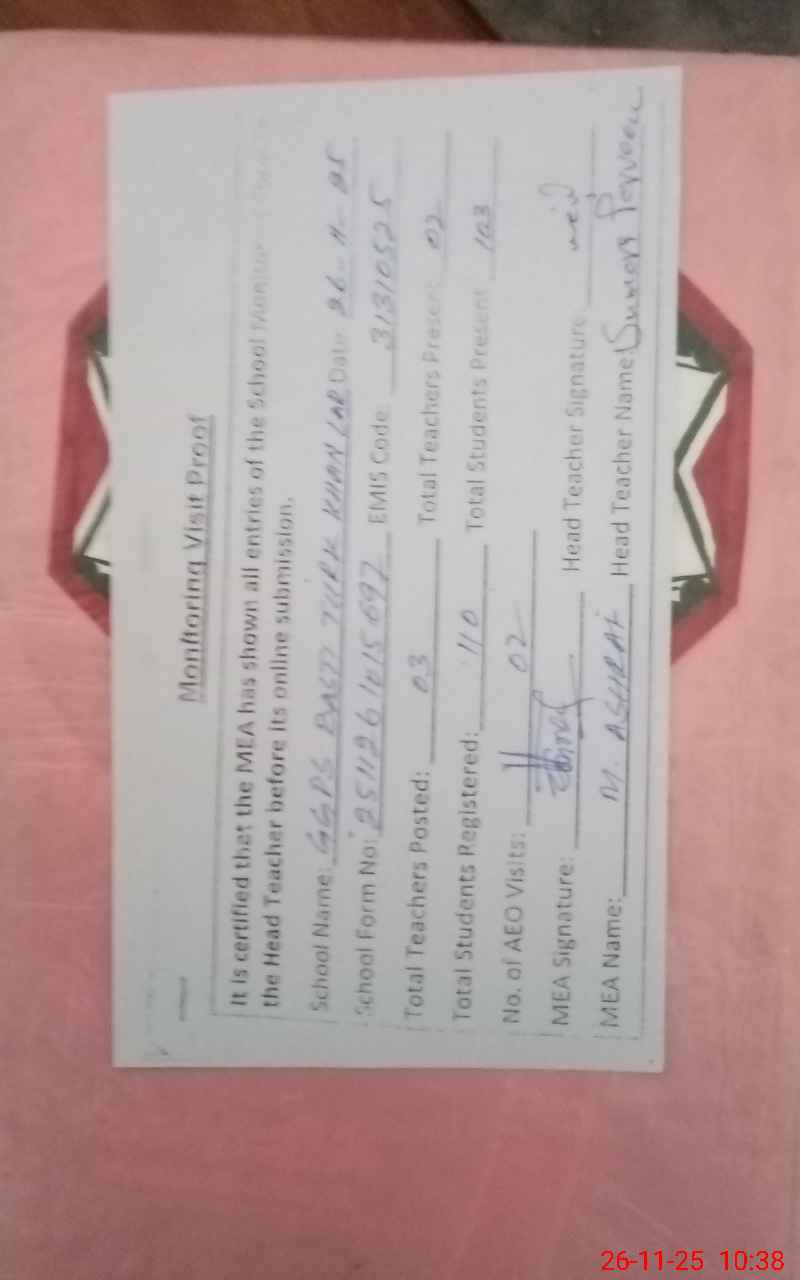 Monitoring Visit Proof
It is certified that the MEA has shown all entries of the School Monitor
the Head Teacher before its online submission.
School Name: GGPS BASTI TURK KHAN LAR Date 26-11-25
School Form No: 2511261015697 EMIS Code: 31310525
Total Teachers Posted: 03 Total Teachers Present 02
Total Students Registered: 110 Total Students Present 103
No. of AEO Visits: 02
MEA Signature: Head Teacher Signature:
MEA Name: M. ASHRAF Head Teacher Name: Sumera Perveen
26-11-25 10:38